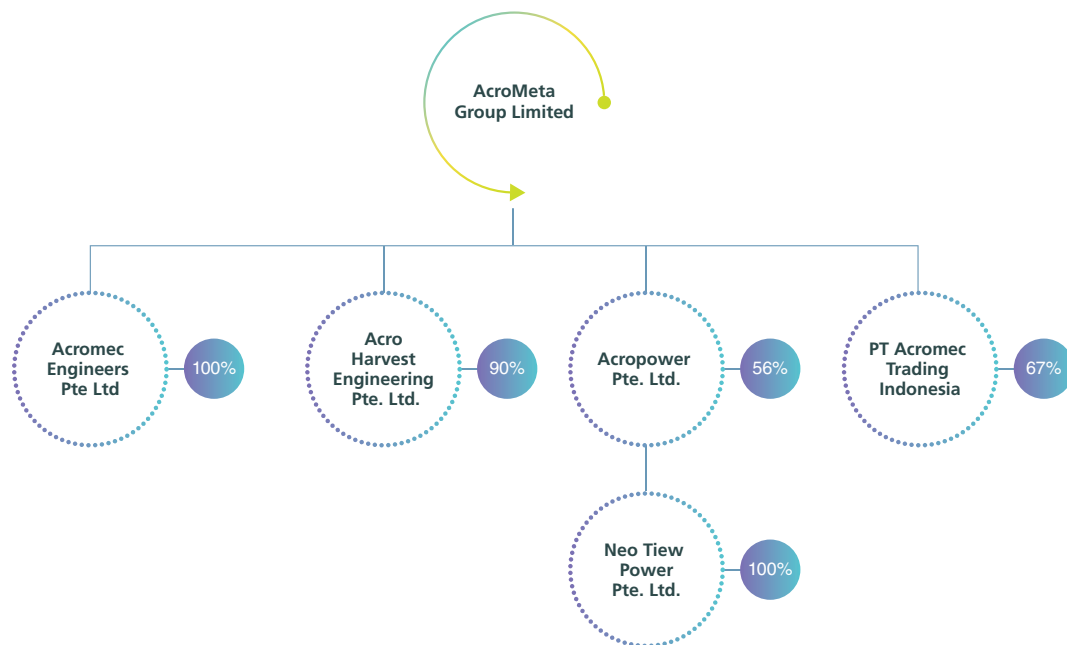 AcroMeta
Group Limited
Acromec
Engineers
Pte Ltd
100%
Acro
Harvest
Engineering
Pte. Ltd.
90%
Acropower
Pte. Ltd.
56%
PT Acromec
Trading
Indonesia
67%
Neo Tiew
Power
Pte. Ltd.
100%